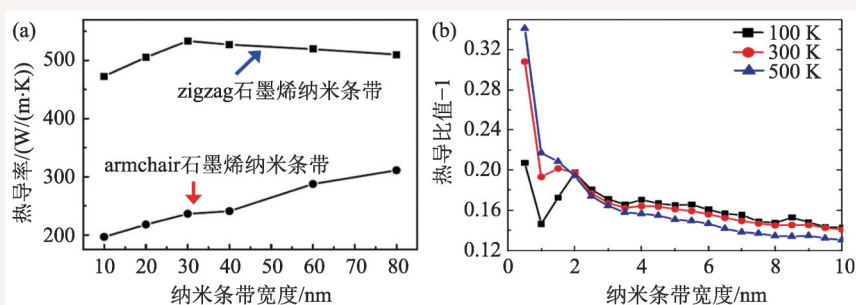 (a)
热导率/(W/(m·K))
500
400
300
200
zigzag石墨烯纳米条带
armchair石墨烯纳米条带
10 20 30 40 50 60 70 80
纳米条带宽度/nm
(b)
热导比值−1
0.32
0.28
0.24
0.20
0.16
0.12
100 K
300 K
500 K
0 2 4 6 8 10
纳米条带宽度/nm